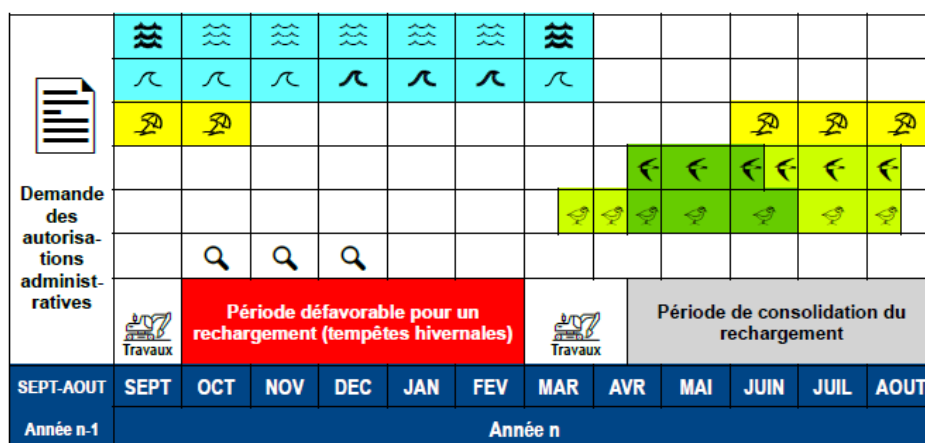 Demande
des
autorisa-
tions
administ-
ratives
Travaux
Période défavorable pour un
rechargement (tempêtes hivernales)
Travaux
Période de consolidation du
rechargement
SEPT-AOUT SEPT OCT NOV DEC JAN FEV MAR AVR MAI JUIN JUIL AOUT
Année n-1 Année n